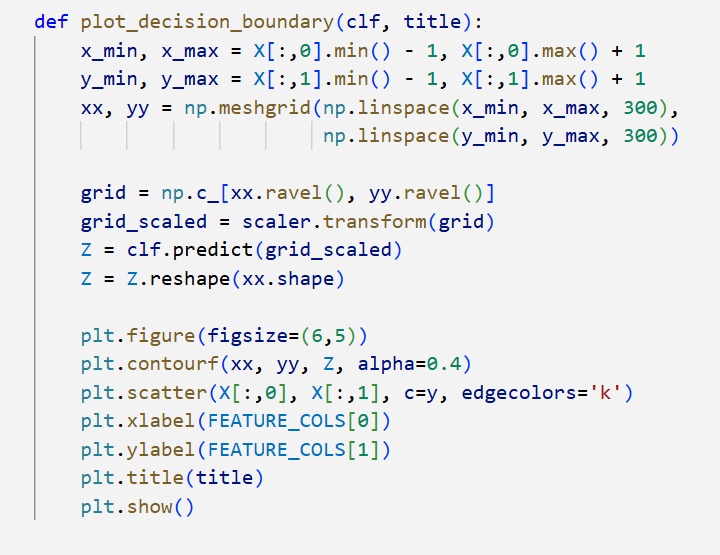 def plot_decision_boundary(clf, title):
    x_min, x_max = X[:,0].min() - 1, X[:,0].max() + 1
    y_min, y_max = X[:,1].min() - 1, X[:,1].max() + 1
    xx, yy = np.meshgrid(np.linspace(x_min, x_max, 300),
                         np.linspace(y_min, y_max, 300))

    grid = np.c_[xx.ravel(), yy.ravel()]
    grid_scaled = scaler.transform(grid)
    Z = clf.predict(grid_scaled)
    Z = Z.reshape(xx.shape)

    plt.figure(figsize=(6,5))
    plt.contourf(xx, yy, Z, alpha=0.4)
    plt.scatter(X[:,0], X[:,1], c=y, edgecolors='k')
    plt.xlabel(FEATURE_COLS[0])
    plt.ylabel(FEATURE_COLS[1])
    plt.title(title)
    plt.show()